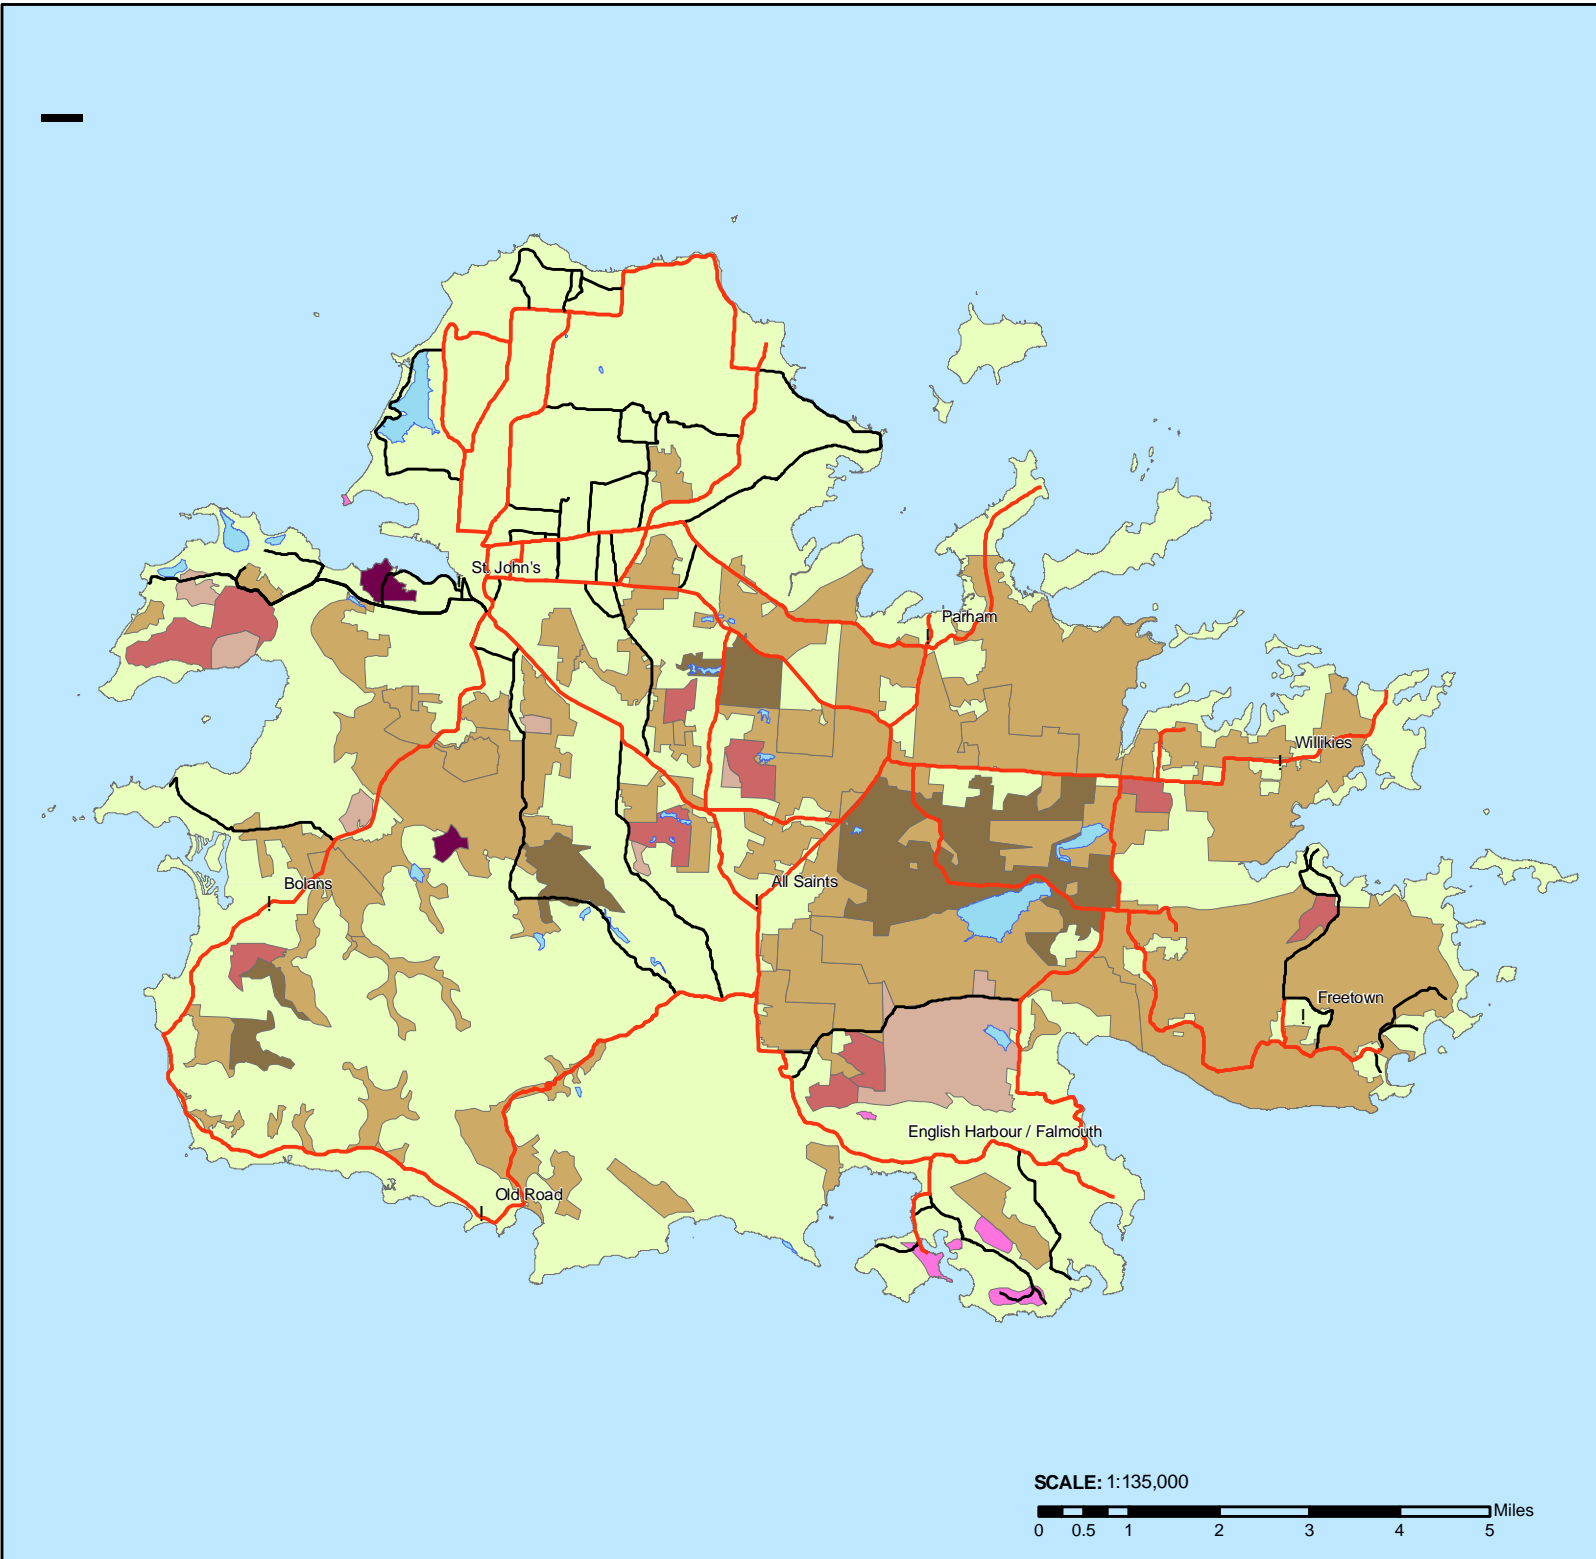 St. John's
Parham
Willikies
All Saints
Bolans
Freetown
English Harbour / Falmouth
Old Road
SCALE: 1:135,000
Miles
0 0.5 1 2 3 4 5